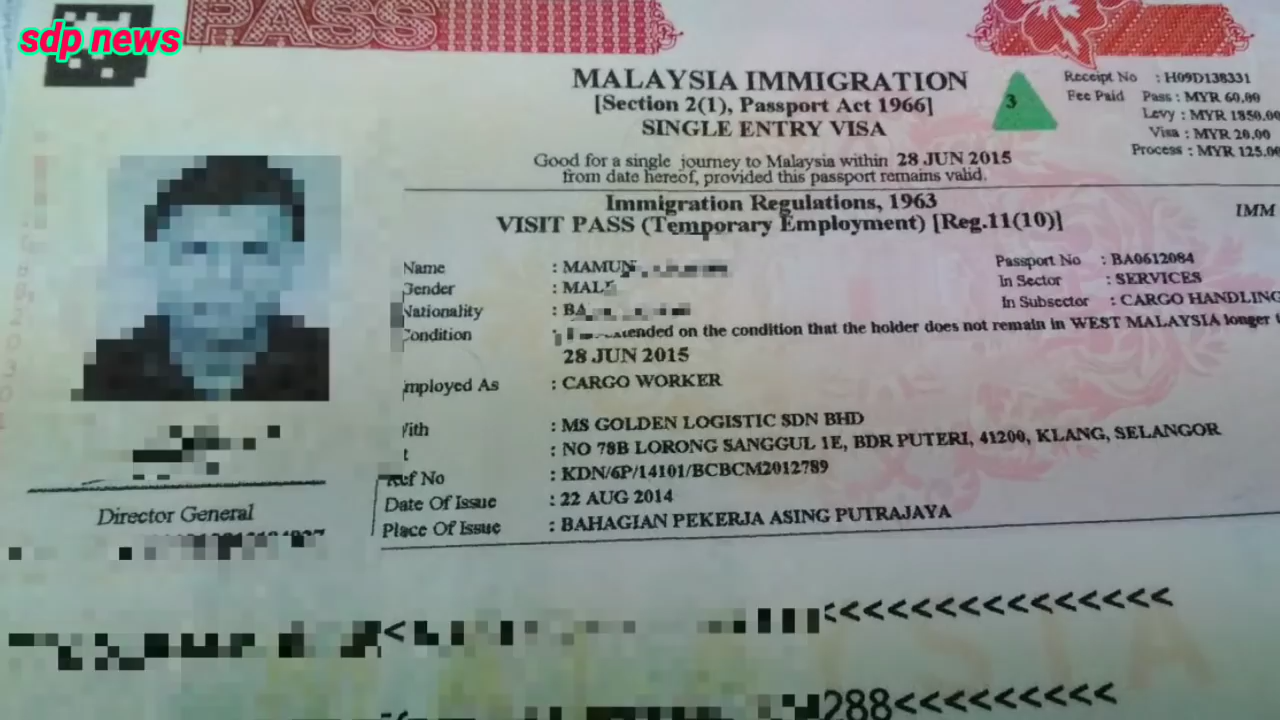 sdp news
PASS
MALAYSIA IMMIGRATION
[Section 2(1), Passport Act 1966]
SINGLE ENTRY VISA
3
Receipt No : H09D138331
Fee Paid Pass : MYR 60.00
Levy : MYR 1850.00
Visa : MYR 20.00
Process : MYR 125.00
Good for a single journey to Malaysia within 28 JUN 2015
from date hereof, provided this passport remains valid.
Immigration Regulations, 1963
IMM
VISIT PASS (Temporary Employment) [Reg.11(10)]
Name : MAMUN
Passport No : BA0612084
Gender : MALE
In Sector : SERVICES
Nationality : BA
In Subsector : CARGO HANDLING
Condition : extended on the condition that the holder does not remain in WEST MALAYSIA longer
28 JUN 2015
Employed As : CARGO WORKER
With : MS GOLDEN LOGISTIC SDN BHD
: NO 78B LORONG SANGGUL 1E, BDR PUTERI, 41200, KLANG, SELANGOR
Ref No : KDN/6P/14101/BCBCM2012789
Date Of Issue : 22 AUG 2014
Place Of Issue : BAHAGIAN PEKERJA ASING PUTRAJAYA
Director General
<<<<<<<<<<<<<<<
288<<<<<<<<<
MALAYSIA